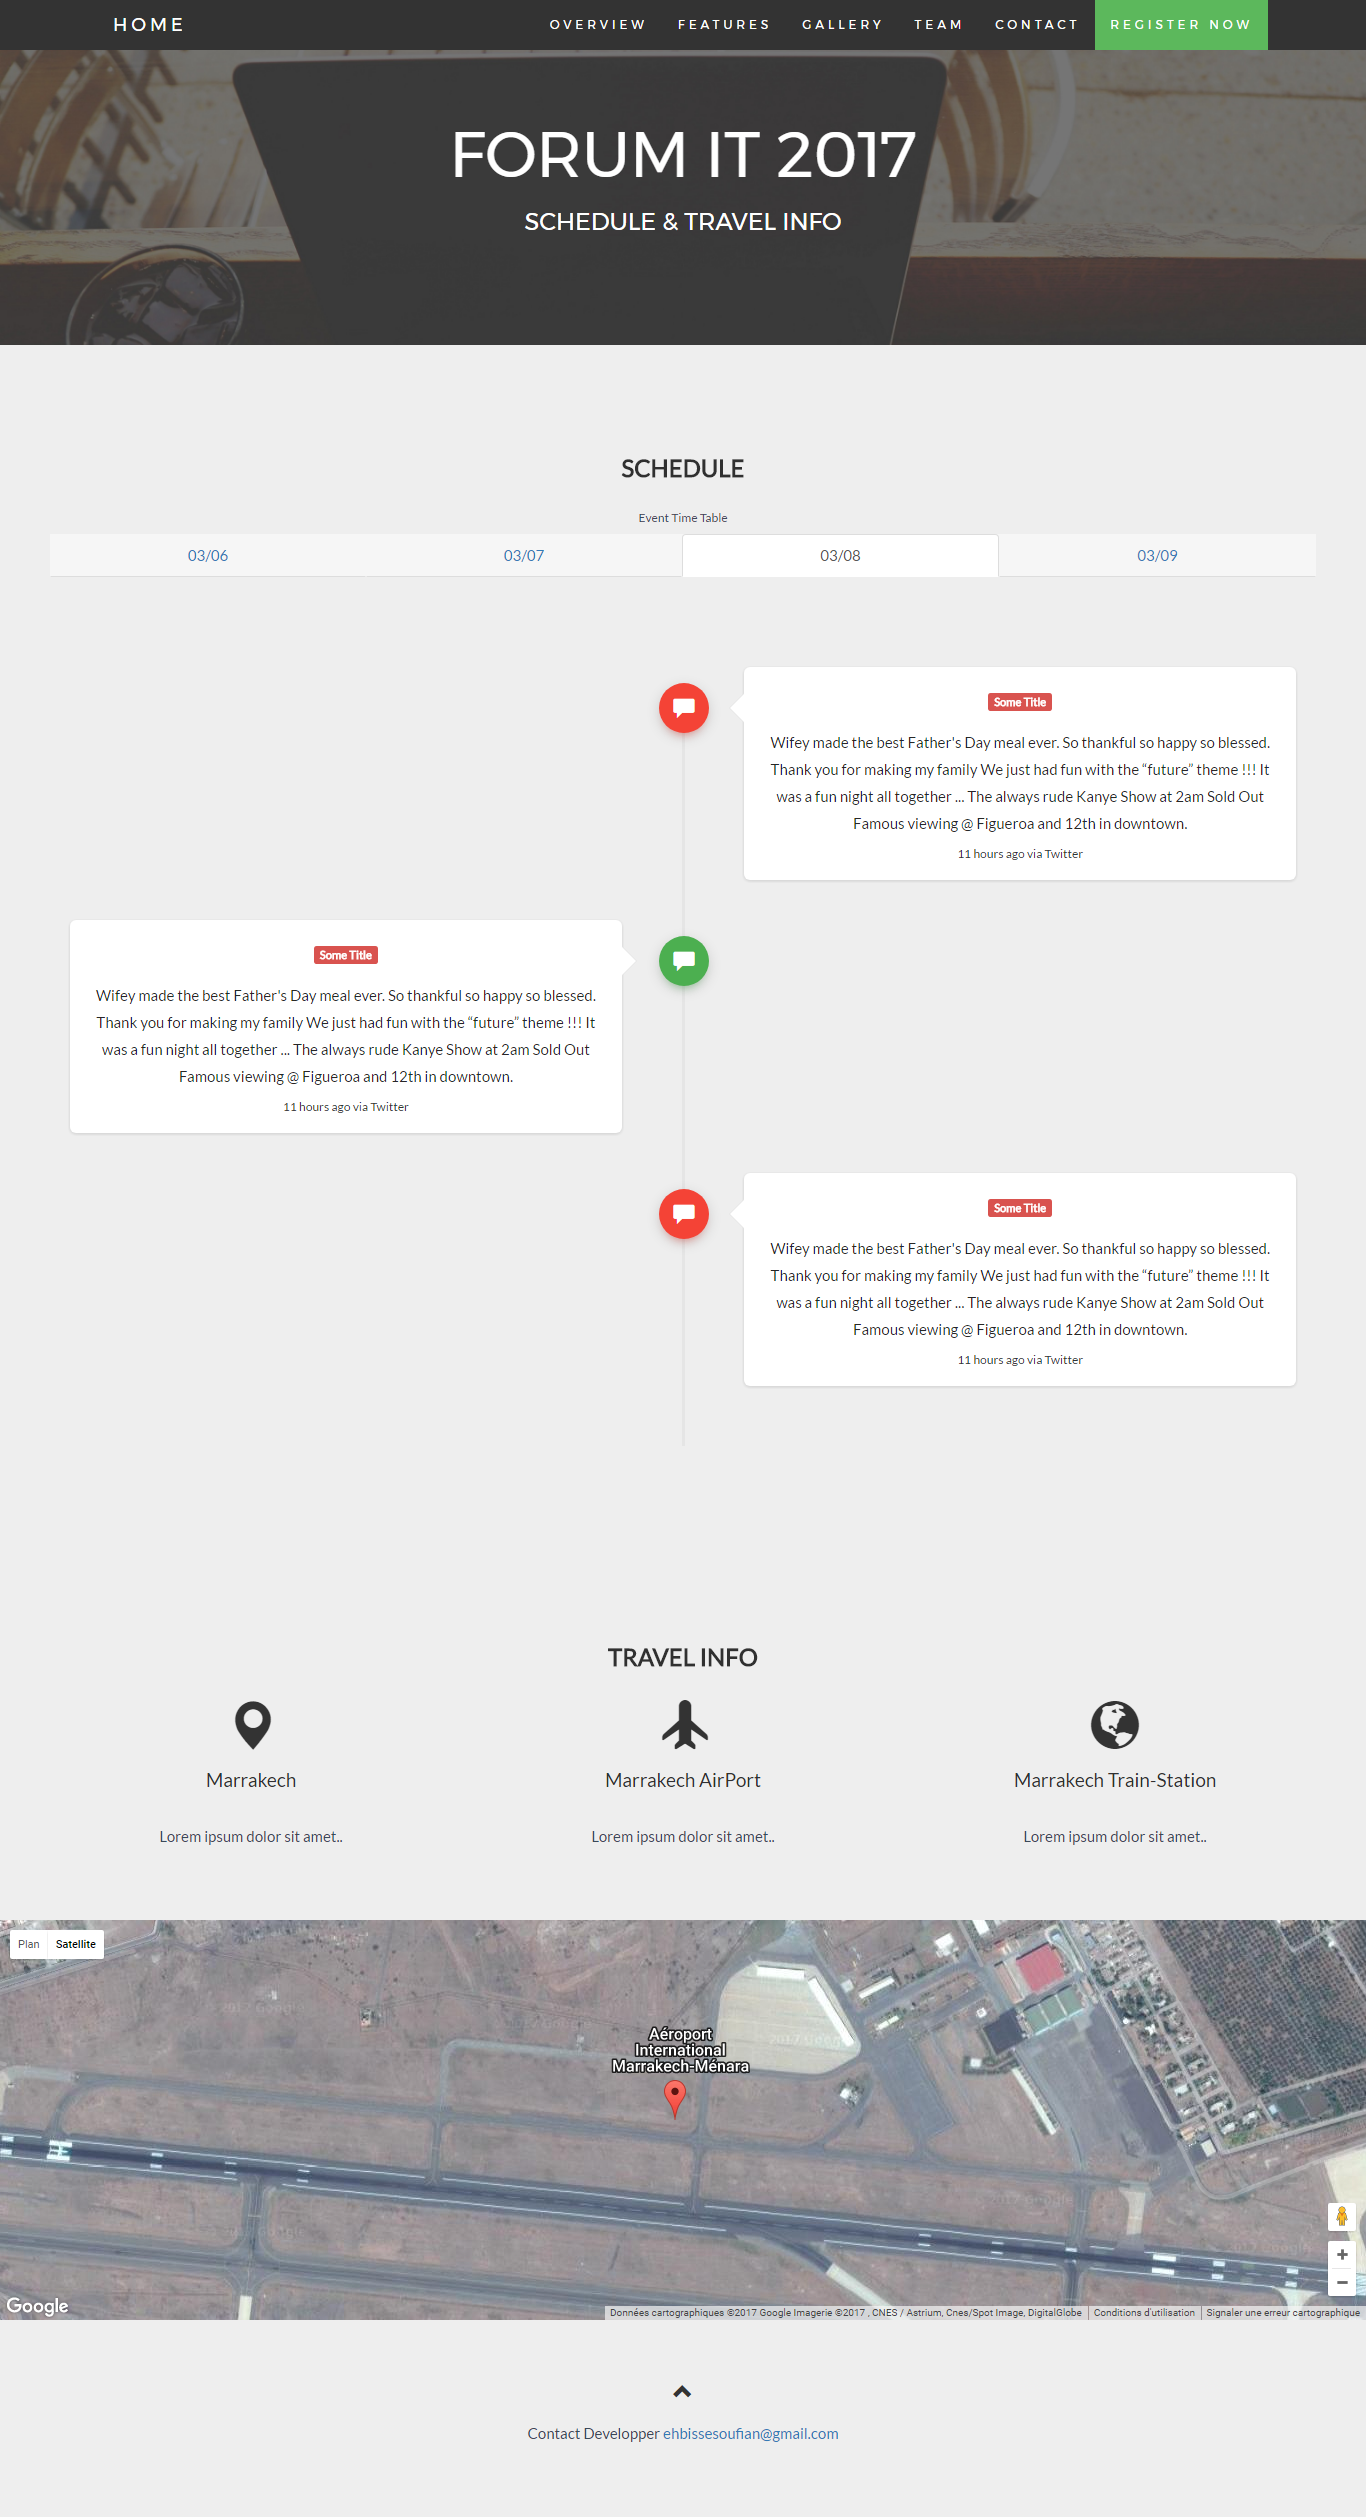 HOME
OVERVIEW
FEATURES
GALLERY
TEAM
CONTACT
REGISTER NOW
FORUM IT 2017
SCHEDULE & TRAVEL INFO
SCHEDULE
Event Time Table
03/06
03/07
03/08
03/09
Some Title
Wifey made the best Father's Day meal ever. So thankful so happy so blessed.
Thank you for making my family We just had fun with the “future” theme !!! It
was a fun night all together ... The always rude Kanye Show at 2am Sold Out
Famous viewing @ Figueroa and 12th in downtown.
11 hours ago via Twitter
Some Title
Wifey made the best Father's Day meal ever. So thankful so happy so blessed.
Thank you for making my family We just had fun with the “future” theme !!! It
was a fun night all together ... The always rude Kanye Show at 2am Sold Out
Famous viewing @ Figueroa and 12th in downtown.
11 hours ago via Twitter
Some Title
Wifey made the best Father's Day meal ever. So thankful so happy so blessed.
Thank you for making my family We just had fun with the “future” theme !!! It
was a fun night all together ... The always rude Kanye Show at 2am Sold Out
Famous viewing @ Figueroa and 12th in downtown.
11 hours ago via Twitter
TRAVEL INFO
Marrakech
Marrakech AirPort
Marrakech Train-Station
Lorem ipsum dolor sit amet..
Lorem ipsum dolor sit amet..
Lorem ipsum dolor sit amet..
Plan
Satellite
© 2017 Google
2017 Google
2017 Goog
Aéroport
International
Marrakech-Ménara
© 2017 Google
2017 Google
2017 Google
Google
Données cartographiques ©2017 Google Imagerie ©2017 , CNES / Astrium, Cnes/Spot Image, DigitalGlobe
Conditions d'utilisation
Signaler une erreur cartographique
Contact Developper ehbissesoufian@gmail.com